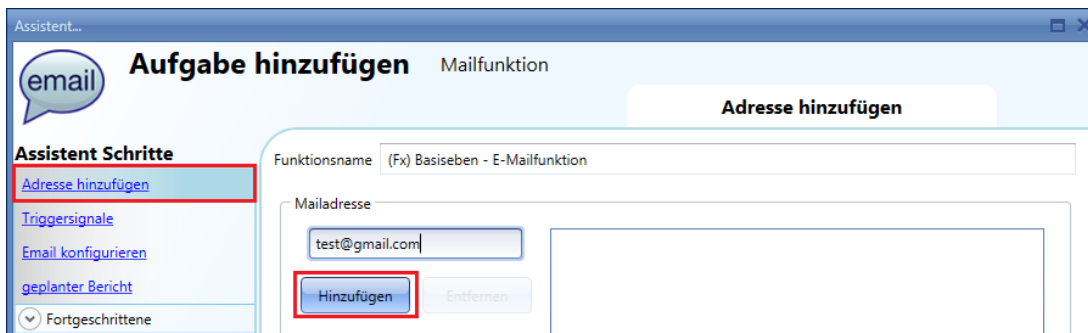 Assistent...
email
Aufgabe hinzufügen Mailfunktion
Adresse hinzufügen
Assistent Schritte
Adresse hinzufügen
Triggersignale
Email konfigurieren
geplanter Bericht
Fortgeschrittene
Funktionsname (Fx) Basiseben - E-Mailfunktion
Mailadresse
test@gmail.com
Hinzufügen Entfernen